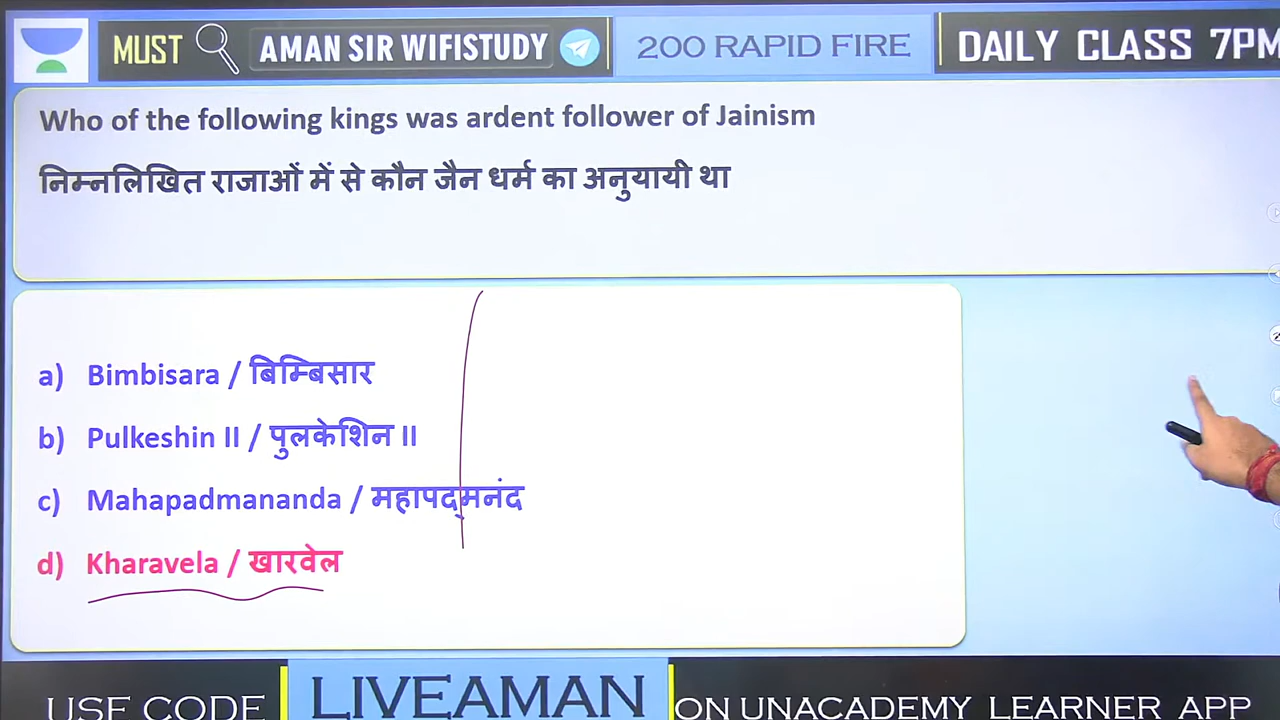 MUST AMAN SIR WIFISTUDY 200 RAPID FIRE DAILY CLASS 7PM
Who of the following kings was ardent follower of Jainism
निम्नलिखित राजाओं में से कौन जैन धर्म का अनुयायी था
a) Bimbisara / बिम्बिसार
b) Pulkeshin II / पुलकेशिन II
c) Mahapadmananda / महापद्मनंद
d) Kharavela / खारवेल
USE CODE LIVEAMAN ON UNACADEMY LEARNER APP